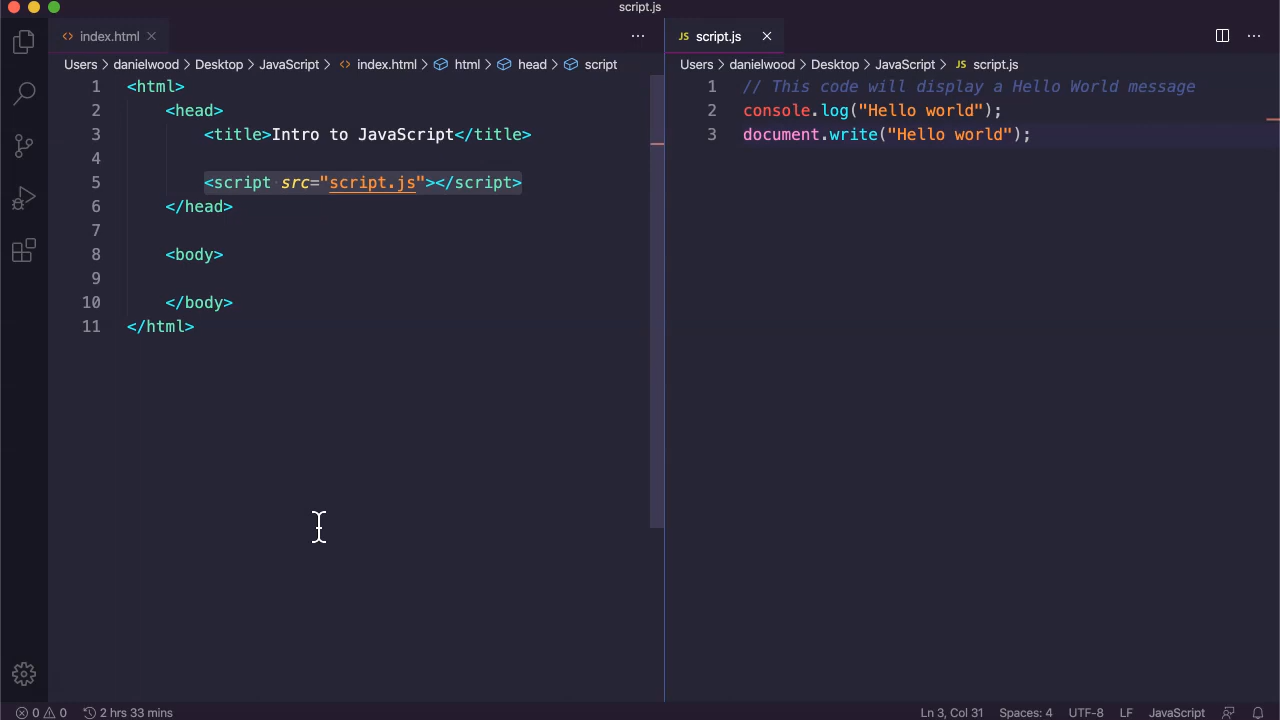 script.js
index.html
Users danielwood Desktop JavaScript index.html html head script
1 <html>
2 <head>
3 <title>Intro to JavaScript</title>
4
5 <script src="script.js"></script>
6 </head>
7
8 <body>
9
10 </body>
11 </html>
JS script.js
Users danielwood Desktop JavaScript JS script.js
1 // This code will display a Hello World message
2 console.log("Hello world");
3 document.write("Hello world");
0 0 2 hrs 33 mins
Ln 3, Col 31 Spaces: 4 UTF-8 LF JavaScript